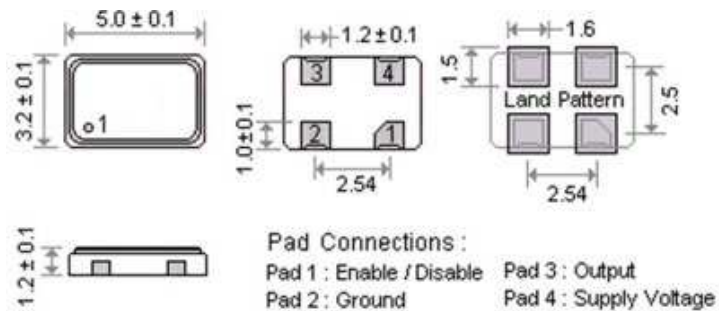 5.0 ± 0.1
3.2 ± 0.1
1
1.2 ± 0.1
3 4
2 1
1.0±0.1
2.54
1.6
1.5
Land Pattern
2.5
2.54
1.2 ± 0.1
Pad Connections :
Pad 1 : Enable / Disable
Pad 2 : Ground
Pad 3 : Output
Pad 4 : Supply Voltage